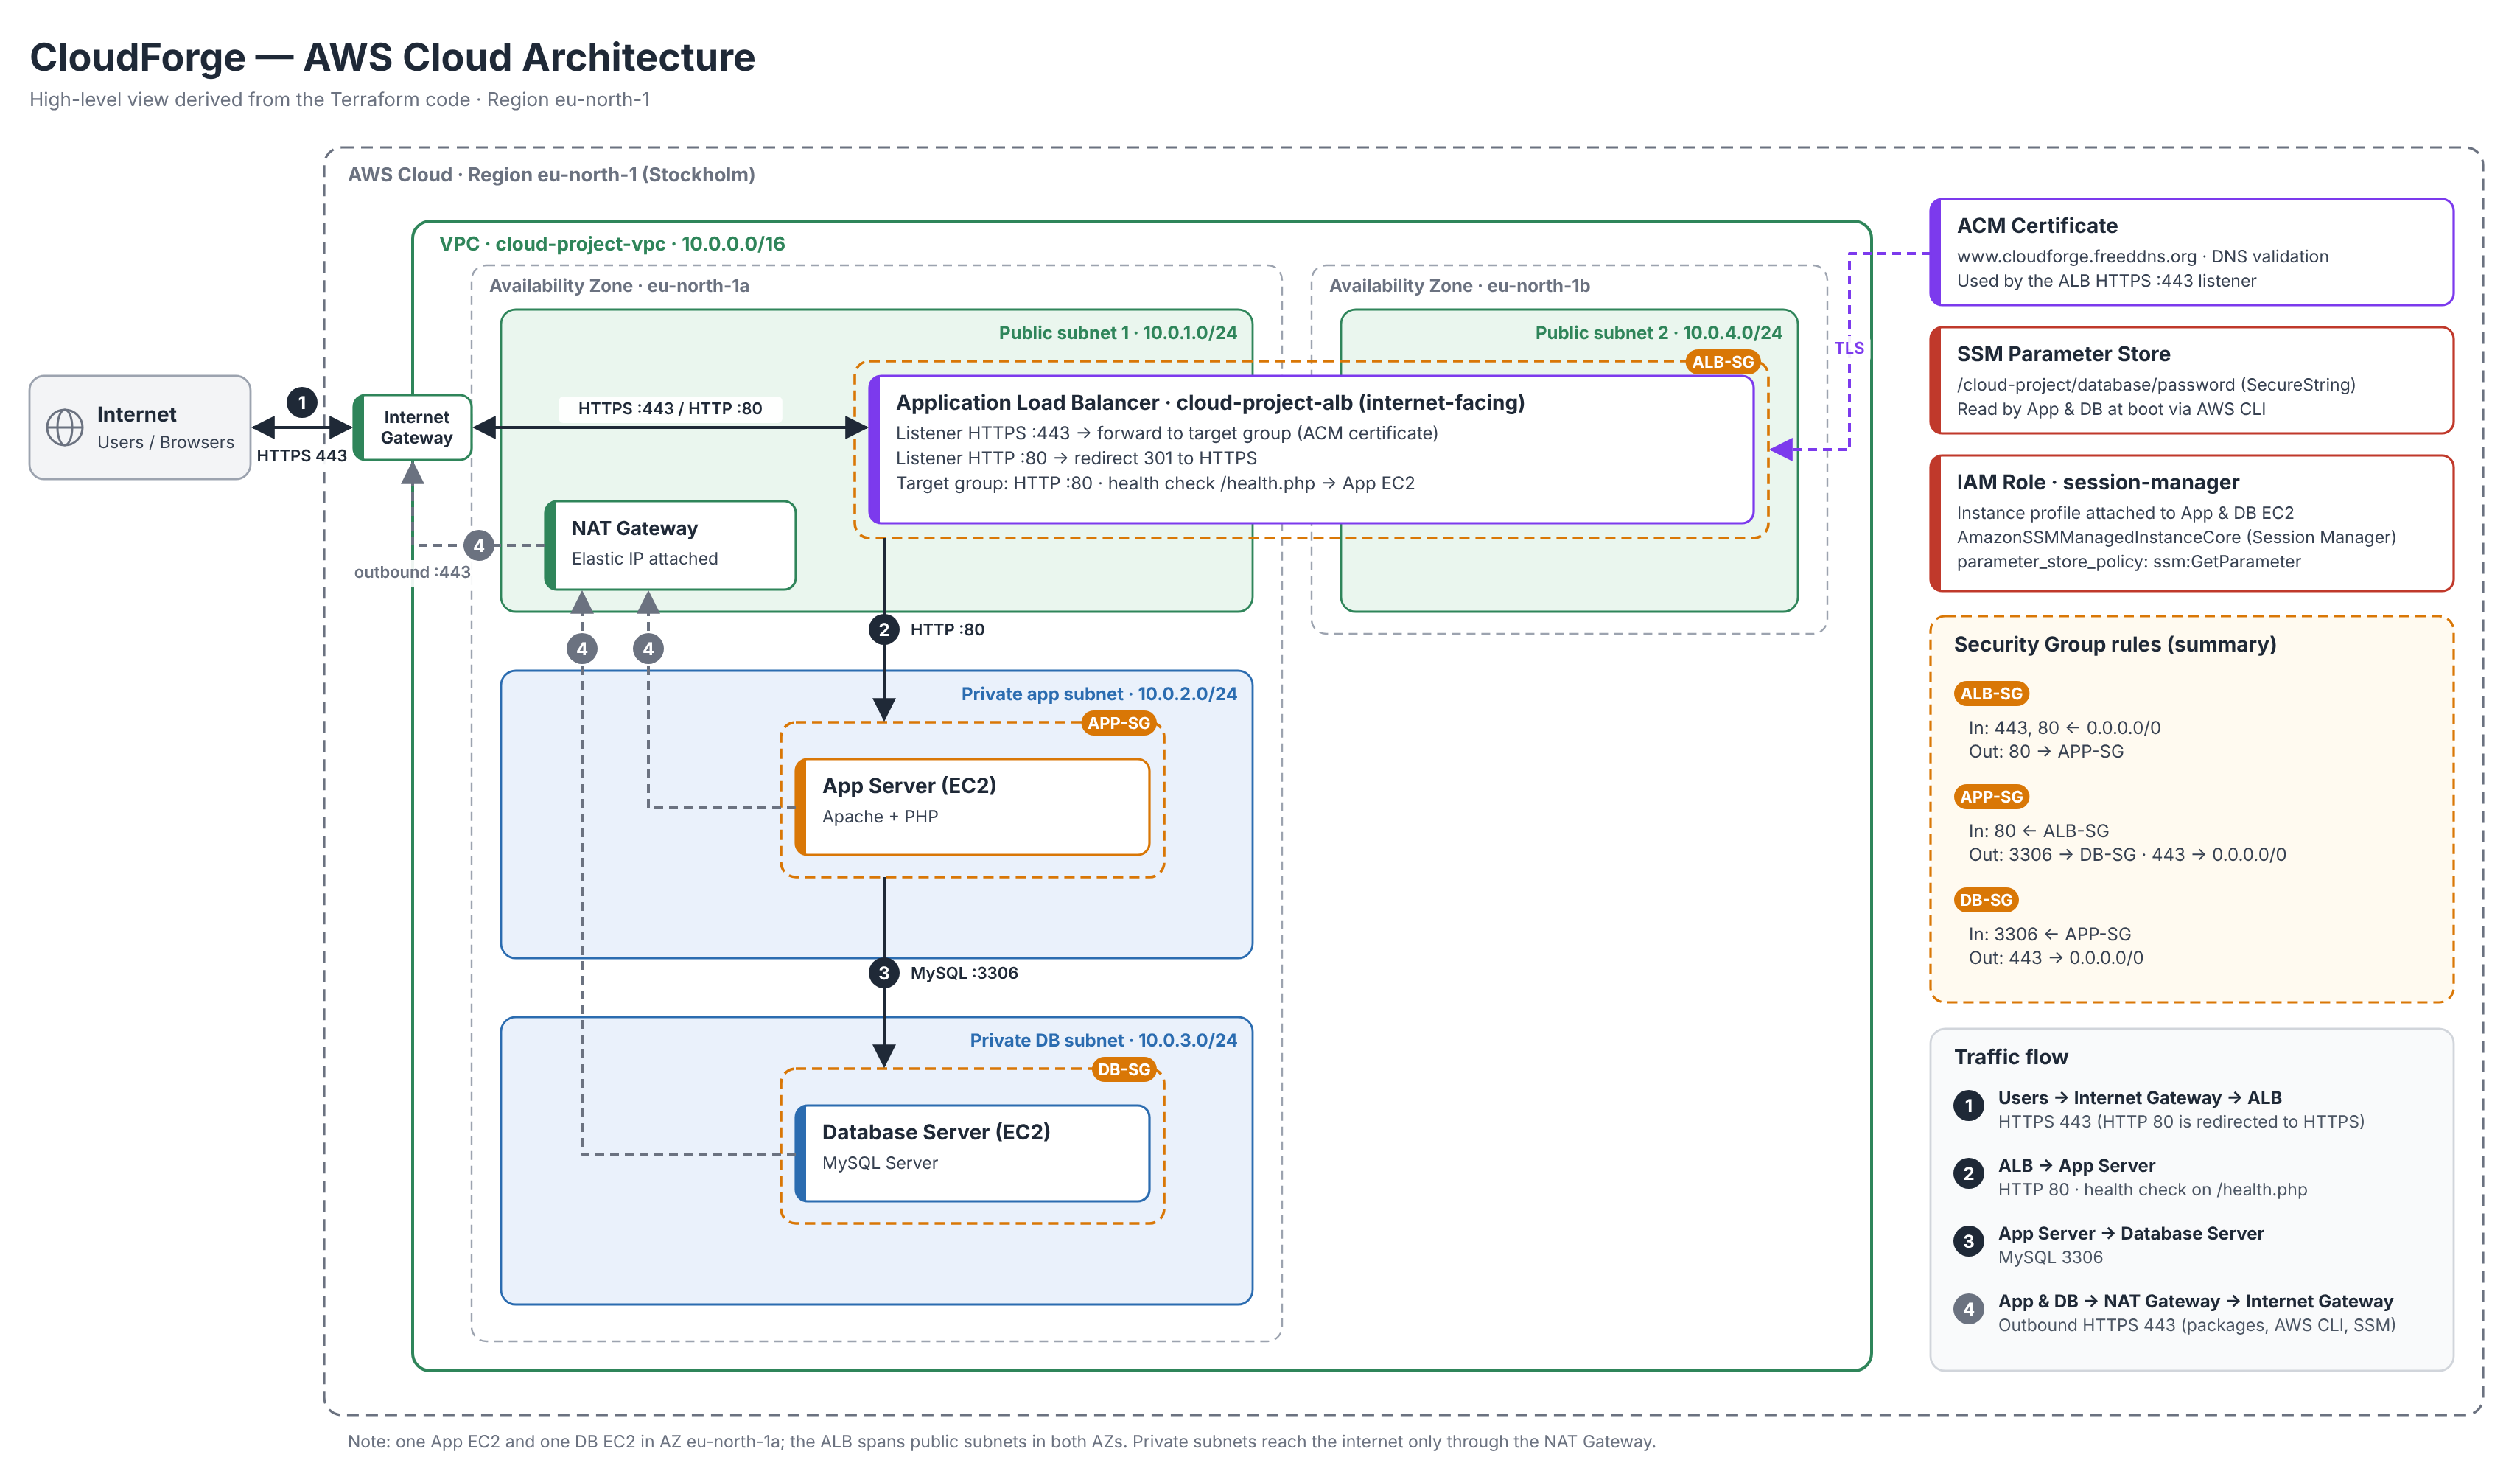 CloudForge — AWS Cloud Architecture
High-level view derived from the Terraform code · Region eu-north-1
AWS Cloud · Region eu-north-1 (Stockholm)
VPC · cloud-project-vpc · 10.0.0.0/16
Availability Zone · eu-north-1a
Availability Zone · eu-north-1b
Public subnet 1 · 10.0.1.0/24
Public subnet 2 · 10.0.4.0/24
Internet
Users / Browsers
1
HTTPS 443
Internet
Gateway
HTTPS :443 / HTTP :80
ALB-SG
Application Load Balancer · cloud-project-alb (internet-facing)
Listener HTTPS :443 → forward to target group (ACM certificate)
Listener HTTP :80 → redirect 301 to HTTPS
Target group: HTTP :80 · health check /health.php → App EC2
TLS
NAT Gateway
Elastic IP attached
4
outbound :443
4
4
2
HTTP :80
Private app subnet · 10.0.2.0/24
APP-SG
App Server (EC2)
Apache + PHP
3
MySQL :3306
Private DB subnet · 10.0.3.0/24
DB-SG
Database Server (EC2)
MySQL Server
ACM Certificate
www.cloudforge.freeddns.org · DNS validation
Used by the ALB HTTPS :443 listener
SSM Parameter Store
/cloud-project/database/password (SecureString)
Read by App & DB at boot via AWS CLI
IAM Role · session-manager
Instance profile attached to App & DB EC2
AmazonSSMManagedInstanceCore (Session Manager)
parameter_store_policy: ssm:GetParameter
Security Group rules (summary)
ALB-SG
In: 443, 80 ← 0.0.0.0/0
Out: 80 → APP-SG
APP-SG
In: 80 ← ALB-SG
Out: 3306 → DB-SG · 443 → 0.0.0.0/0
DB-SG
In: 3306 ← APP-SG
Out: 443 → 0.0.0.0/0
Traffic flow
1
Users → Internet Gateway → ALB
HTTPS 443 (HTTP 80 is redirected to HTTPS)
2
ALB → App Server
HTTP 80 · health check on /health.php
3
App Server → Database Server
MySQL 3306
4
App & DB → NAT Gateway → Internet Gateway
Outbound HTTPS 443 (packages, AWS CLI, SSM)
Note: one App EC2 and one DB EC2 in AZ eu-north-1a; the ALB spans public subnets in both AZs. Private subnets reach the internet only through the NAT Gateway.